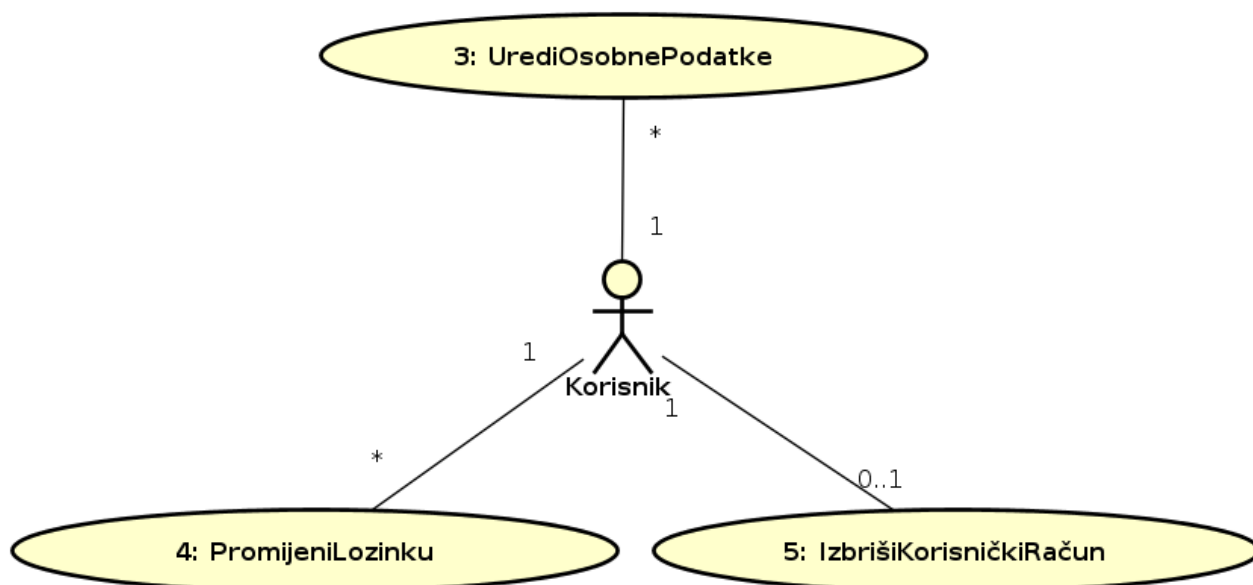 3: UrediOsobnePodatke
*
1
1
Korisnik
1
*
0..1
4: PromijeniLozinku
5: IzbrišiKorisničkiRačun